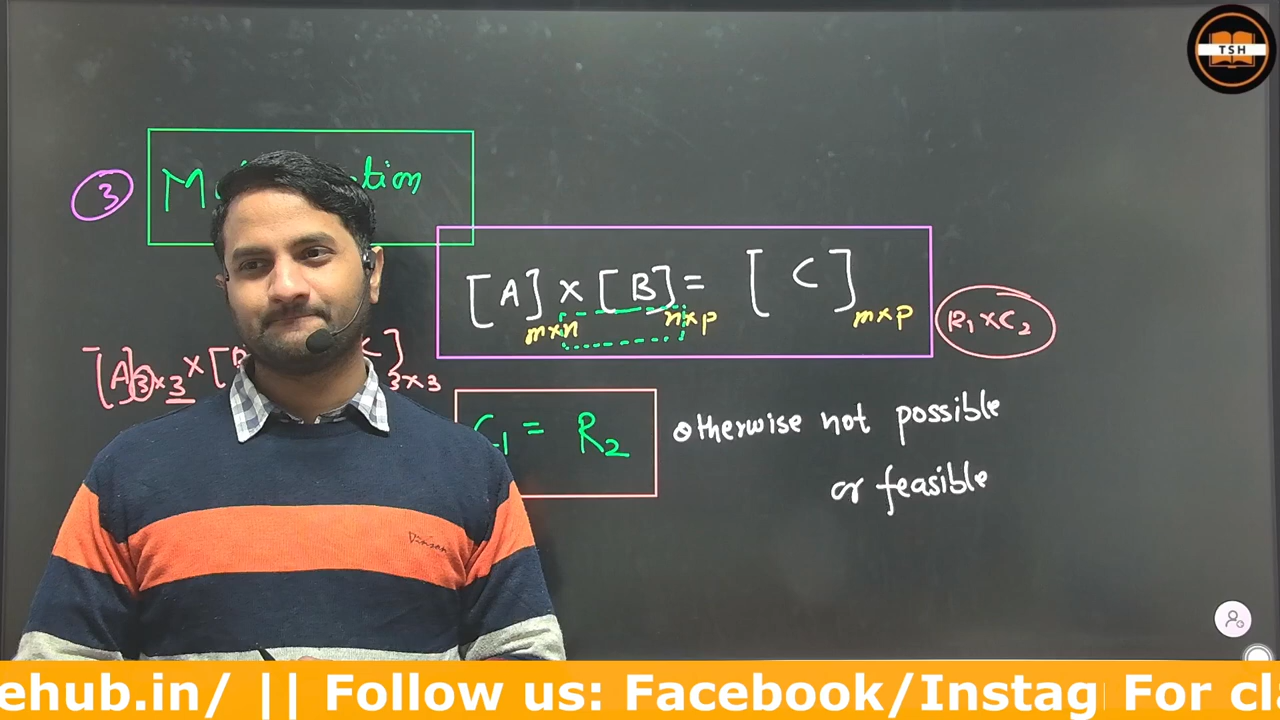 TSH
3
[A] × [B] = [C]
m×n n×p m×p
R₁ × C₂
[A] 3×3 × [B 3×3
C₁ = R₂
otherwise not possible
or feasible
Vinson
ehub.in/ || Follow us: Facebook/Instag For cl